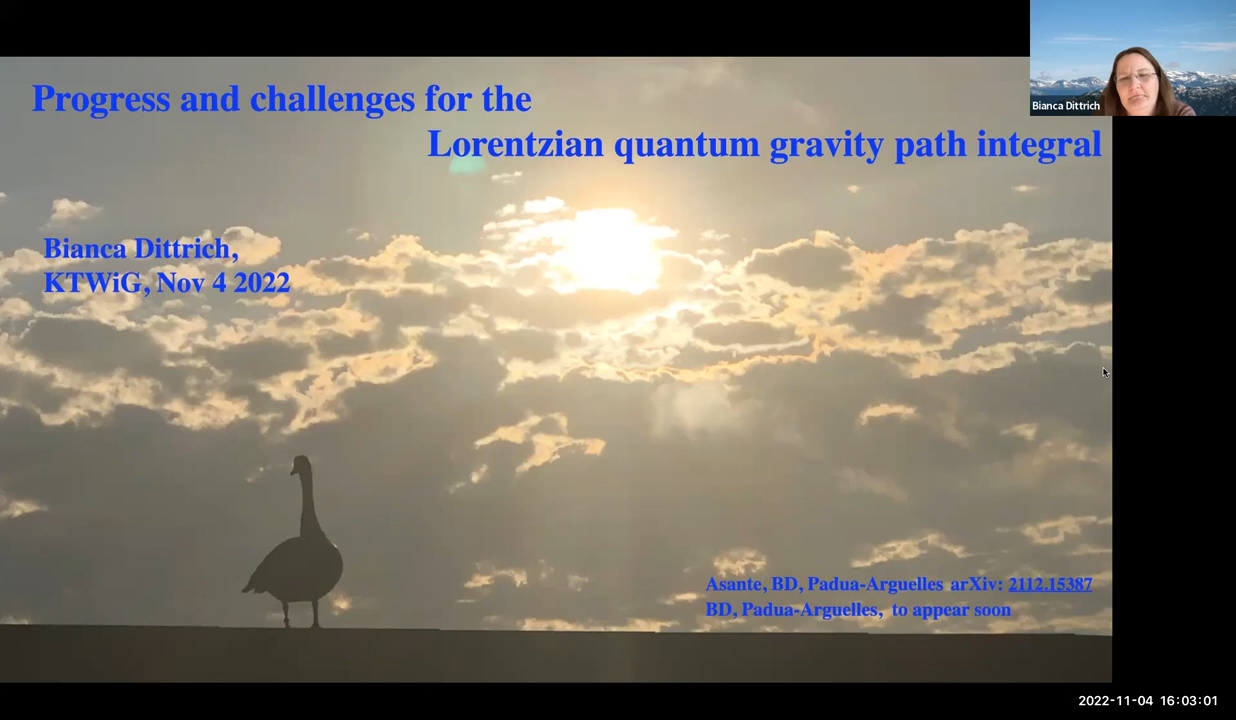 Progress and challenges for the
Lorentzian quantum gravity path integral
Bianca Dittrich
Bianca Dittrich,
KTWiG, Nov 4 2022
Asante, BD, Padua-Arguelles arXiv: 2112.15387
BD, Padua-Arguelles, to appear soon
2022-11-04 16:03:01